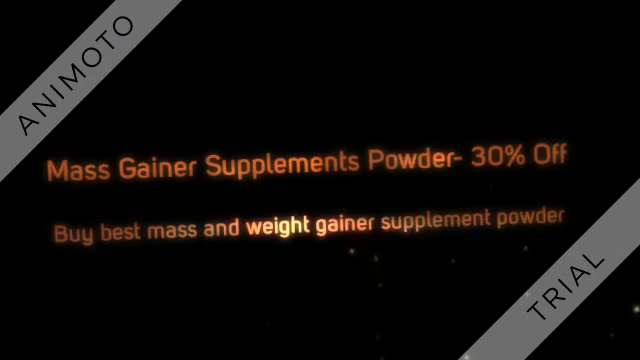 ANIMOTO
Mass Gainer Supplements Powder- 30% Off
Buy best mass and weight gainer supplement powder
TRIAL